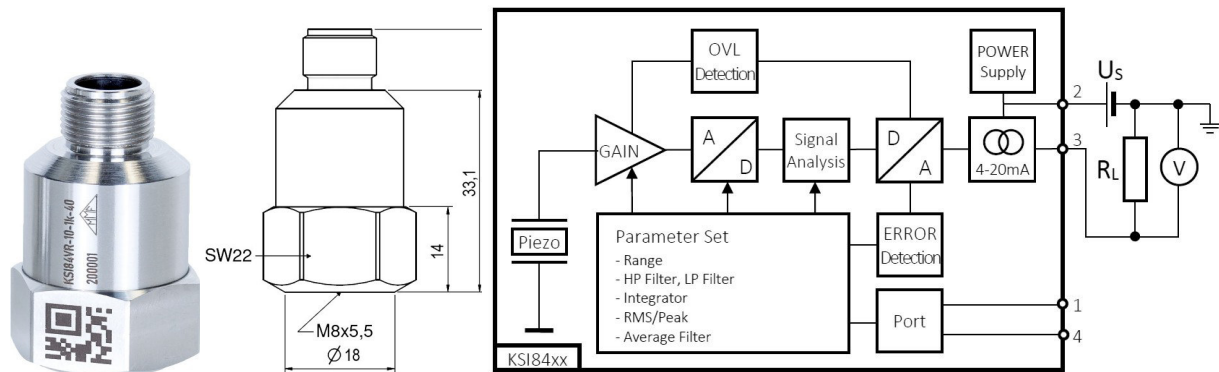 KSI84VR-10-1k-40
200001
MMF
SW22
33,1
14
M8x5,5
Ø 18
OVL
Detection
POWER
Supply
GAIN
A
D
Signal
Analysis
D
A
4-20mA
Piezo
Parameter Set
- Range
- HP Filter, LP Filter
- Integrator
- RMS/Peak
- Average Filter
ERROR
Detection
Port
KSI84xx
2
3
1
4
US
RL
V